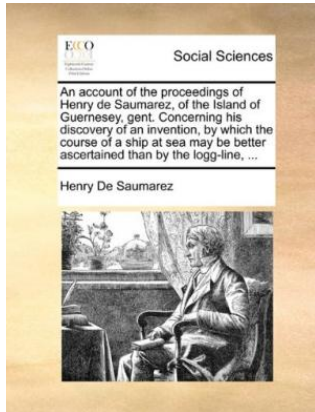 ECCO
Social Sciences
An account of the proceedings of
Henry de Saumarez, of the Island of
Guernesey, gent. Concerning his
discovery of an invention, by which the
course of a ship at sea may be better
ascertained than by the logg-line, ...
Henry De Saumarez